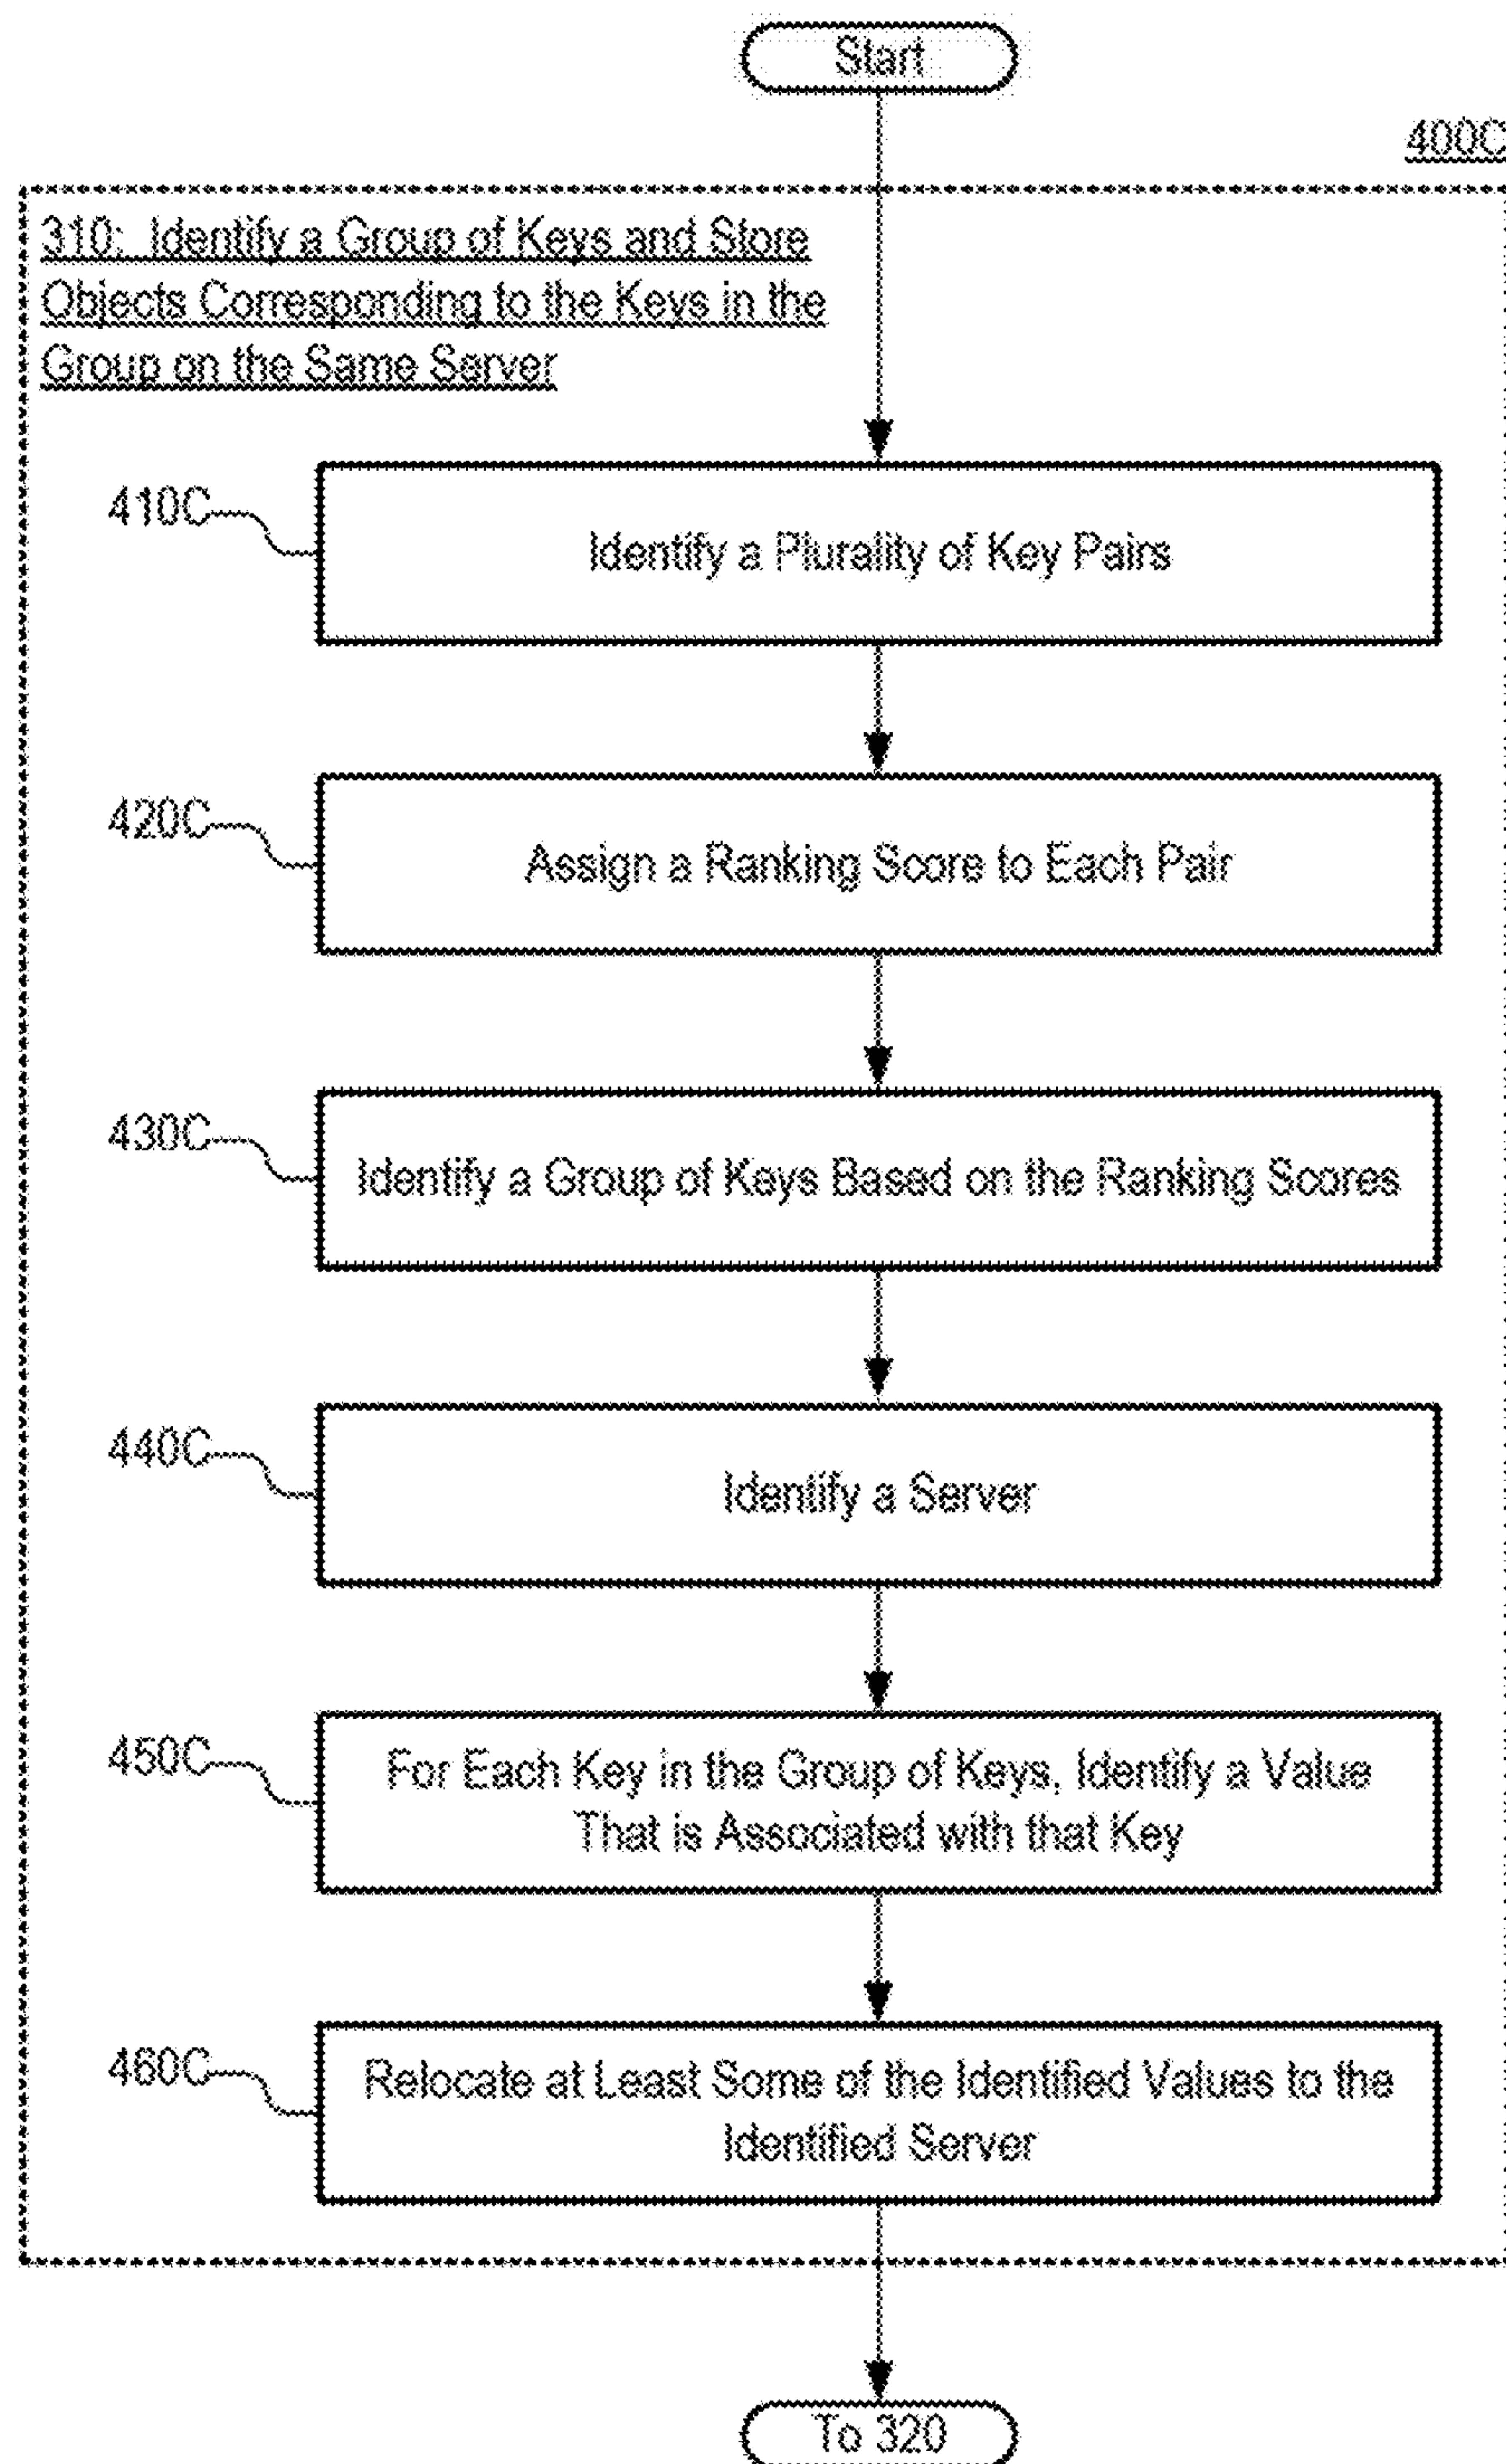 Start
400C
310: Identify a Group of Keys and Store
Objects Corresponding to the Keys in the
Group on the Same Server
410C
Identify a Plurality of Key Pairs
420C
Assign a Ranking Score to Each Pair
430C
Identify a Group of Keys Based on the Ranking Scores
440C
Identify a Server
450C
For Each Key in the Group of Keys, Identify a Value
That is Associated with that Key
460C
Relocate at Least Some of the Identified Values to the
Identified Server
To 320